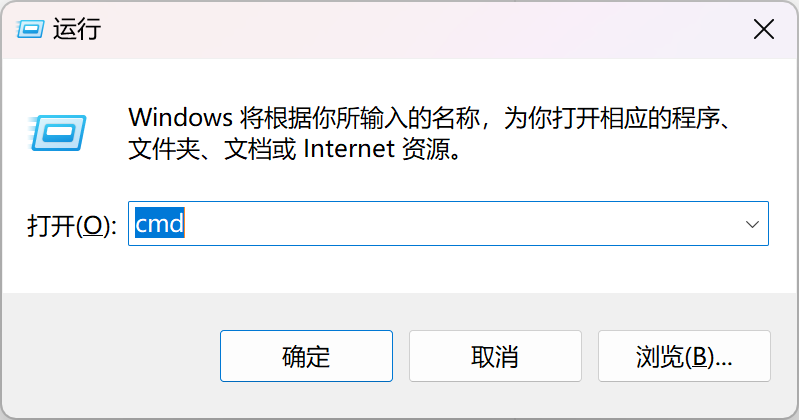 运行
Windows 将根据你所输入的名称，为你打开相应的程序、
文件夹、文档或 Internet 资源。
打开(O): cmd
确定 取消 浏览(B)...